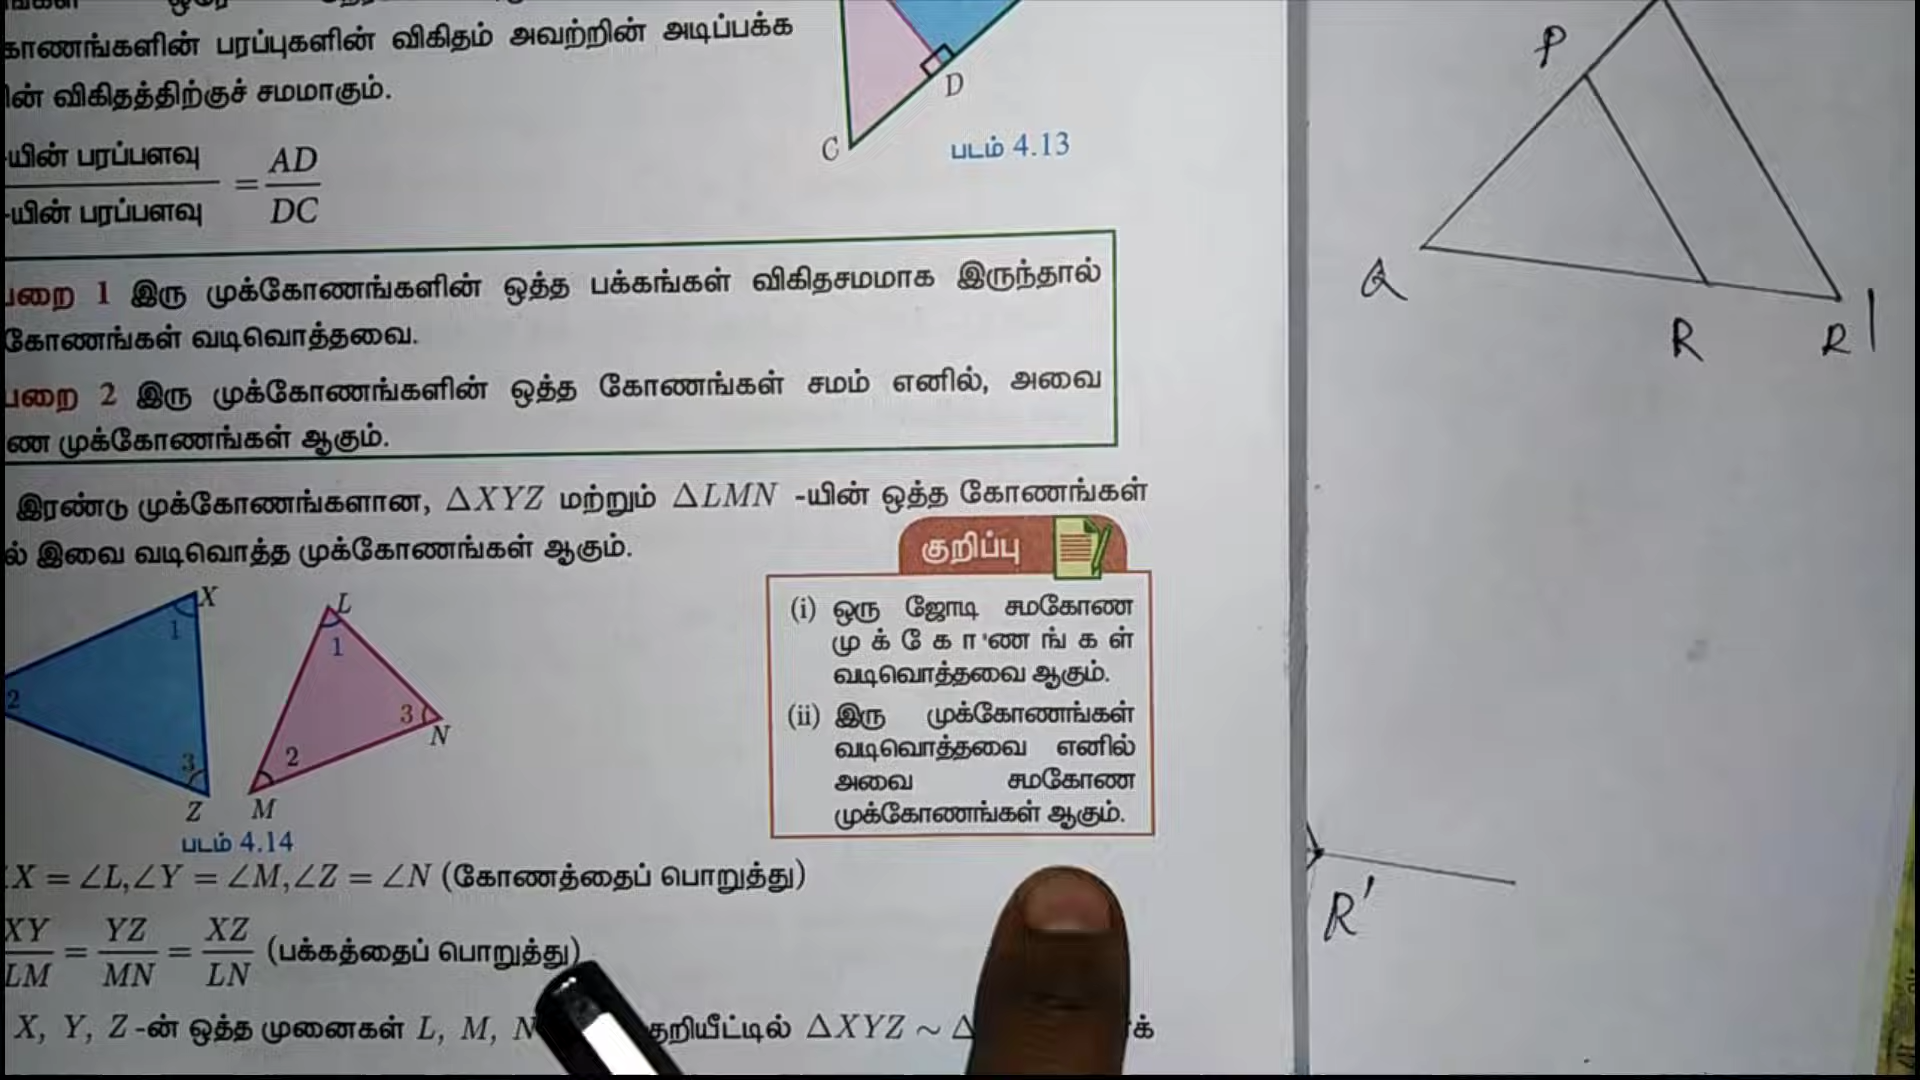 காணங்களின் பரப்புகளின் விகிதம் அவற்றின் அடிப்பக்க
ின் விகிதத்திற்குச் சமமாகும்.
-யின் பரப்பளவு
-யின் பரப்பளவு
= AD
DC
D
C
படம் 4.13
1 இரு முக்கோணங்களின் ஒத்த பக்கங்கள் விகிதசமமாக இருந்தால்
கோணங்கள் வடிவொத்தவை.
2 இரு முக்கோணங்களின் ஒத்த கோணங்கள் சமம் எனில், அவை
முக்கோணங்கள் ஆகும்.
இரண்டு முக்கோணங்களான, ΔXYZ மற்றும் ΔLMN -யின் ஒத்த கோணங்கள்
ல் இவை வடிவொத்த முக்கோணங்கள் ஆகும்.
X
1
2
3
Z
L
1
2
3
N
M
படம் 4.14
குறிப்பு
(i) ஒரு ஜோடி சமகோண
முக்கோணங்கள்
வடிவொத்தவை ஆகும்.
(ii) இரு முக்கோணங்கள்
வடிவொத்தவை எனில்
அவை சமகோண
முக்கோணங்கள் ஆகும்.
∠X = ∠L, ∠Y = ∠M, ∠Z = ∠N (கோணத்தைப் பொறுத்து)
XY/LM = YZ/MN = XZ/LN (பக்கத்தைப் பொறுத்து)
X, Y, Z -ன் ஒத்த முனைகள் L, M, N குறியீட்டில் ΔXYZ ~ Δ
P
Q
R
R'
R'